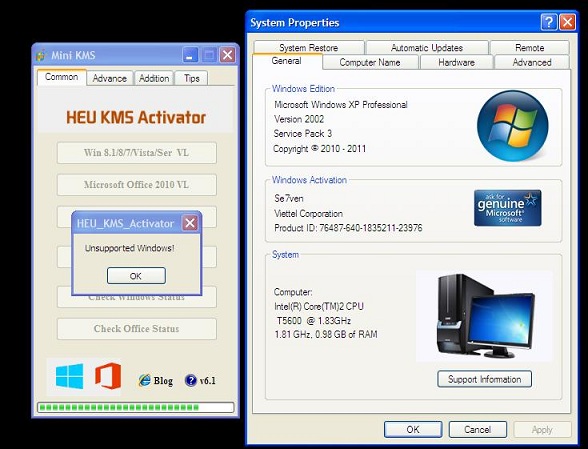 Mini KMS
Common
Advance
Addition
Tips
HEU KMS Activator
Win 8.1/8/7/Vista/Ser VL
Microsoft Office 2010 VL
HEU_KMS_Activator
Unsupported Windows!
OK
Check Windows Status
Check Office Status
Blog
? v6.1
System Properties
?
System Restore
Automatic Updates
Remote
General
Computer Name
Hardware
Advanced
Windows Edition
Microsoft Windows XP Professional
Version 2002
Service Pack 3
Copyright © 2010 - 2011
Windows Activation
Se7ven
Viettel Corporation
Product ID: 76487-640-1835211-23976
ask for
genuine
Microsoft
software
System
Computer:
Intel(R) Core(TM)2 CPU
T5600 @ 1.83GHz
1.81 GHz, 0.98 GB of RAM
Support Information
OK
Cancel
Apply